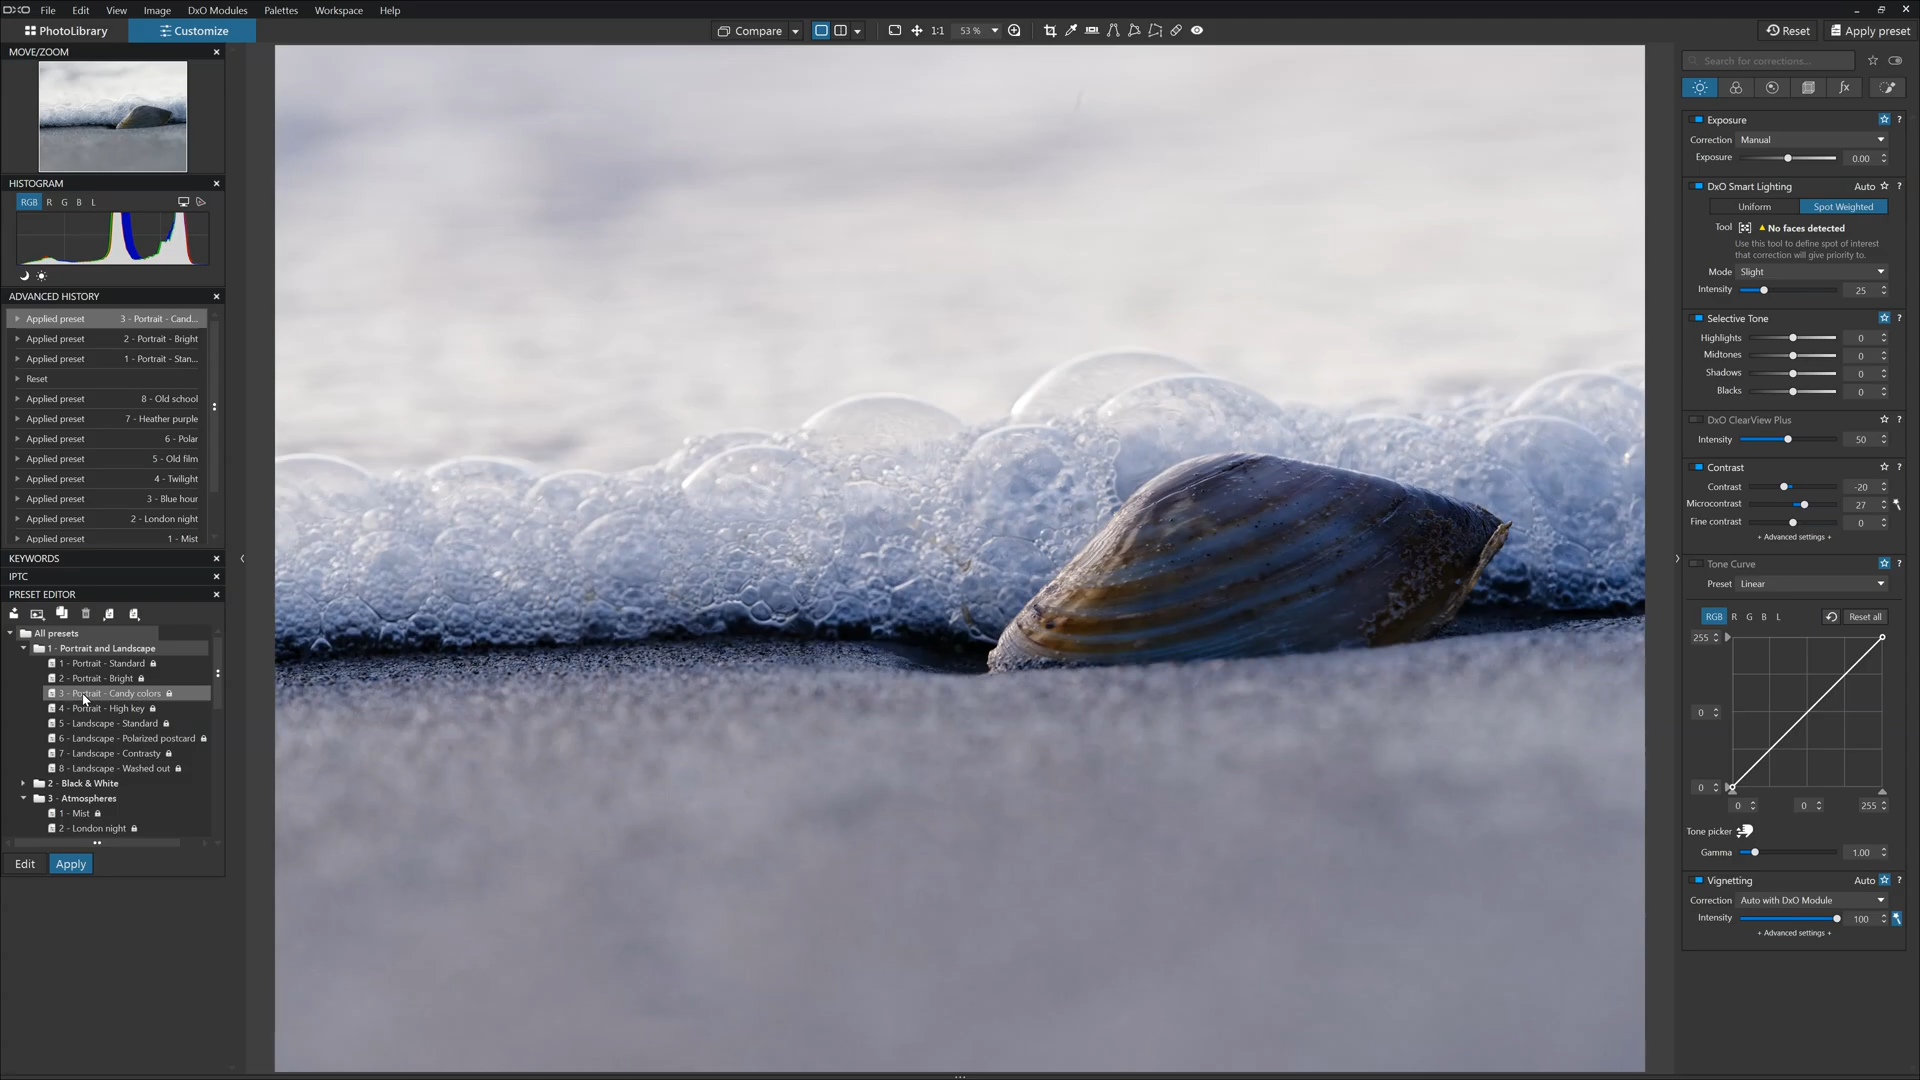 DXO File Edit View Image DxO Modules Palettes Workspace Help
PhotoLibrary Customize Compare 1:1 53 % Reset Apply preset
MOVE/ZOOM
HISTOGRAM
RGB R G B L
ADVANCED HISTORY
Applied preset 3 - Portrait - Cand...
Applied preset 2 - Portrait - Bright
Applied preset 1 - Portrait - Stan...
Reset
Applied preset 8 - Old school
Applied preset 7 - Heather purple
Applied preset 6 - Polar
Applied preset 5 - Old film
Applied preset 4 - Twilight
Applied preset 3 - Blue hour
Applied preset 2 - London night
Applied preset 1 - Mist
KEYWORDS
IPTC
PRESET EDITOR
All presets
1 - Portrait and Landscape
1 - Portrait - Standard
2 - Portrait - Bright
3 - Portrait - Candy colors
4 - Portrait - High key
5 - Landscape - Standard
6 - Landscape - Polarized postcard
7 - Landscape - Contrasty
8 - Landscape - Washed out
2 - Black & White
3 - Atmospheres
1 - Mist
2 - London night
Edit Apply
Search for corrections...
fx
Exposure ?
Correction Manual
Exposure 0.00
DxO Smart Lighting Auto ?
Uniform Spot Weighted
Tool No faces detected
Use this tool to define spot of interest
that correction will give priority to.
Mode Slight
Intensity 25
Selective Tone ?
Highlights 0
Midtones 0
Shadows 0
Blacks 0
DxO ClearView Plus ?
Intensity 50
Contrast ?
Contrast -20
Microcontrast 27
Fine contrast 0
+ Advanced settings +
Tone Curve ?
Preset Linear
RGB R G B L Reset all
255
0
0
0 0 255
Tone picker
Gamma 1.00
Vignetting Auto ?
Correction Auto with DxO Module
Intensity 100
+ Advanced settings +